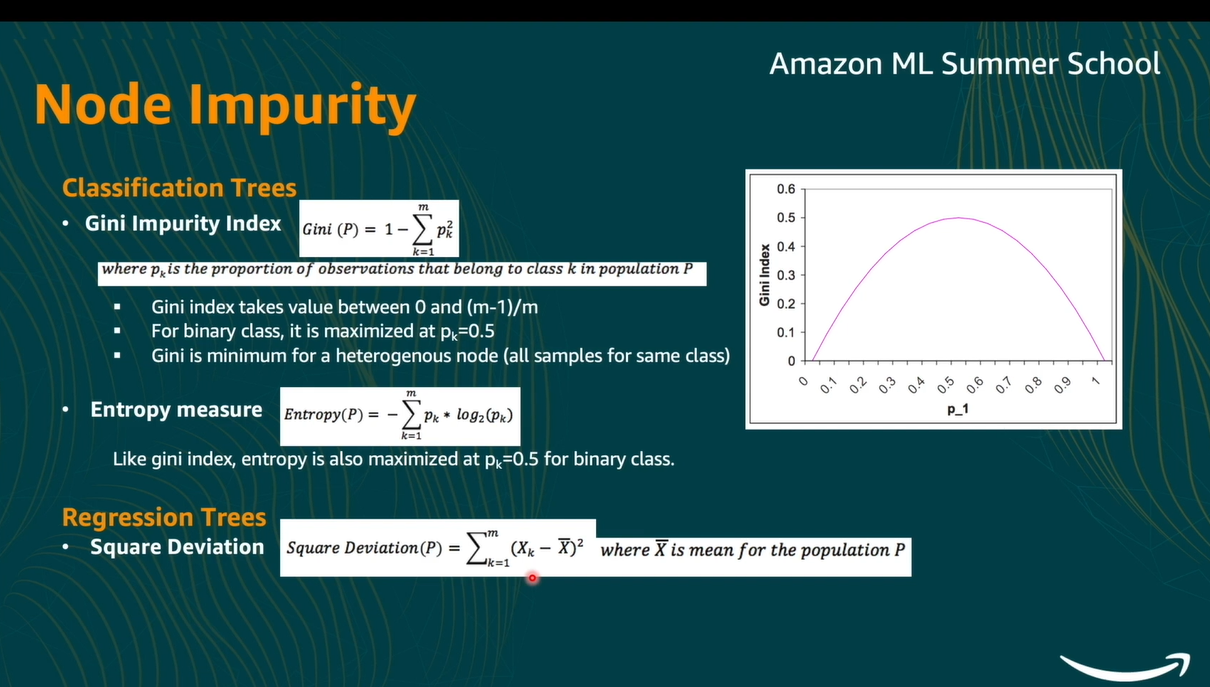 Amazon ML Summer School
Node Impurity
Classification Trees
• Gini Impurity Index
Gini (P) = 1 − ∑_{k=1}^{m} p_k^2
where p_k is the proportion of observations that belong to class k in population P
▪ Gini index takes value between 0 and (m-1)/m
▪ For binary class, it is maximized at p_k=0.5
▪ Gini is minimum for a heterogenous node (all samples for same class)
• Entropy measure
Entropy(P) = − ∑_{k=1}^{m} p_k * log_2(p_k)
Like gini index, entropy is also maximized at p_k=0.5 for binary class.
Regression Trees
• Square Deviation
Square Deviation(P) = ∑_{k=1}^{m} (X_k − X̅)^2 where X̅ is mean for the population P
Gini Index
0.6
0.5
0.4
0.3
0.2
0.1
0
0 0.1 0.2 0.3 0.4 0.5 0.6 0.7 0.8 0.9 1
p_1